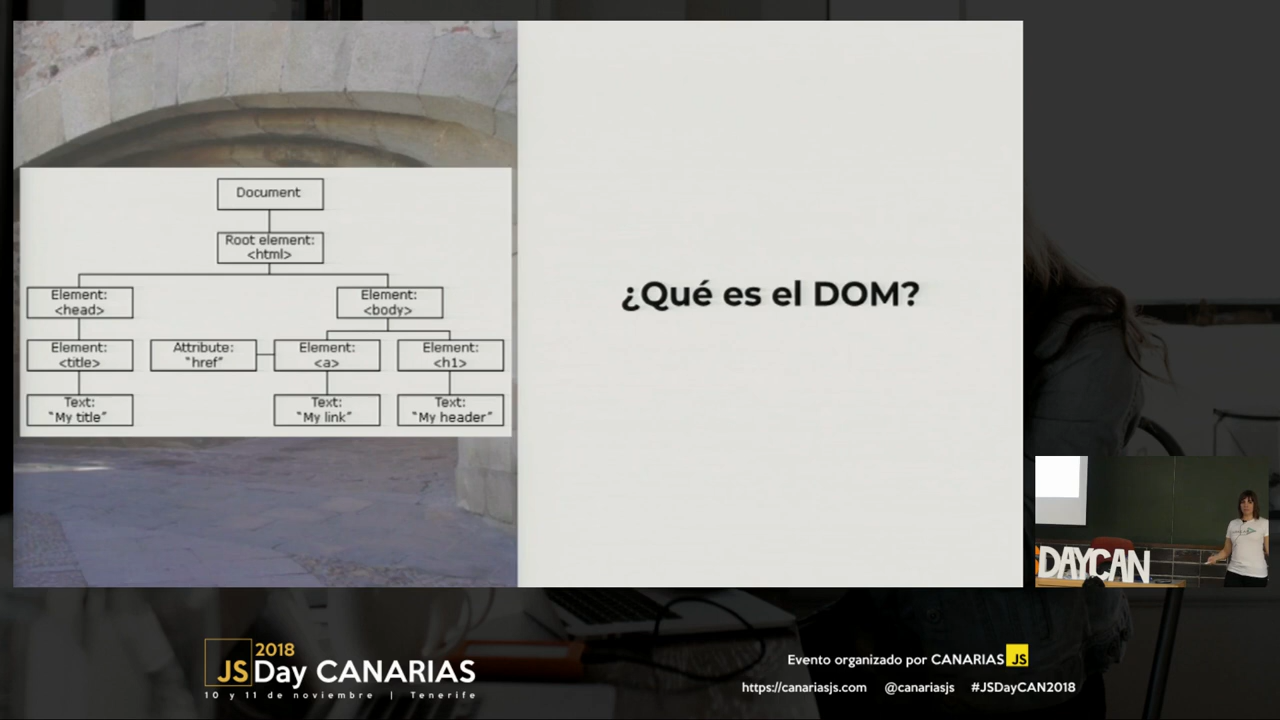 Document
Root element:
<html>
Element:
<head>
Element:
<body>
Element:
<title>
Attribute:
"href"
Element:
<a>
Element:
<h1>
Text:
"My title"
Text:
"My link"
Text:
"My header"
¿Qué es el DOM?
DAYCAN
2018
JSDay CANARIAS
10 y 11 de noviembre | Tenerife
Evento organizado por CANARIAS JS
https://canariasjs.com @canariasjs #JSDayCAN2018